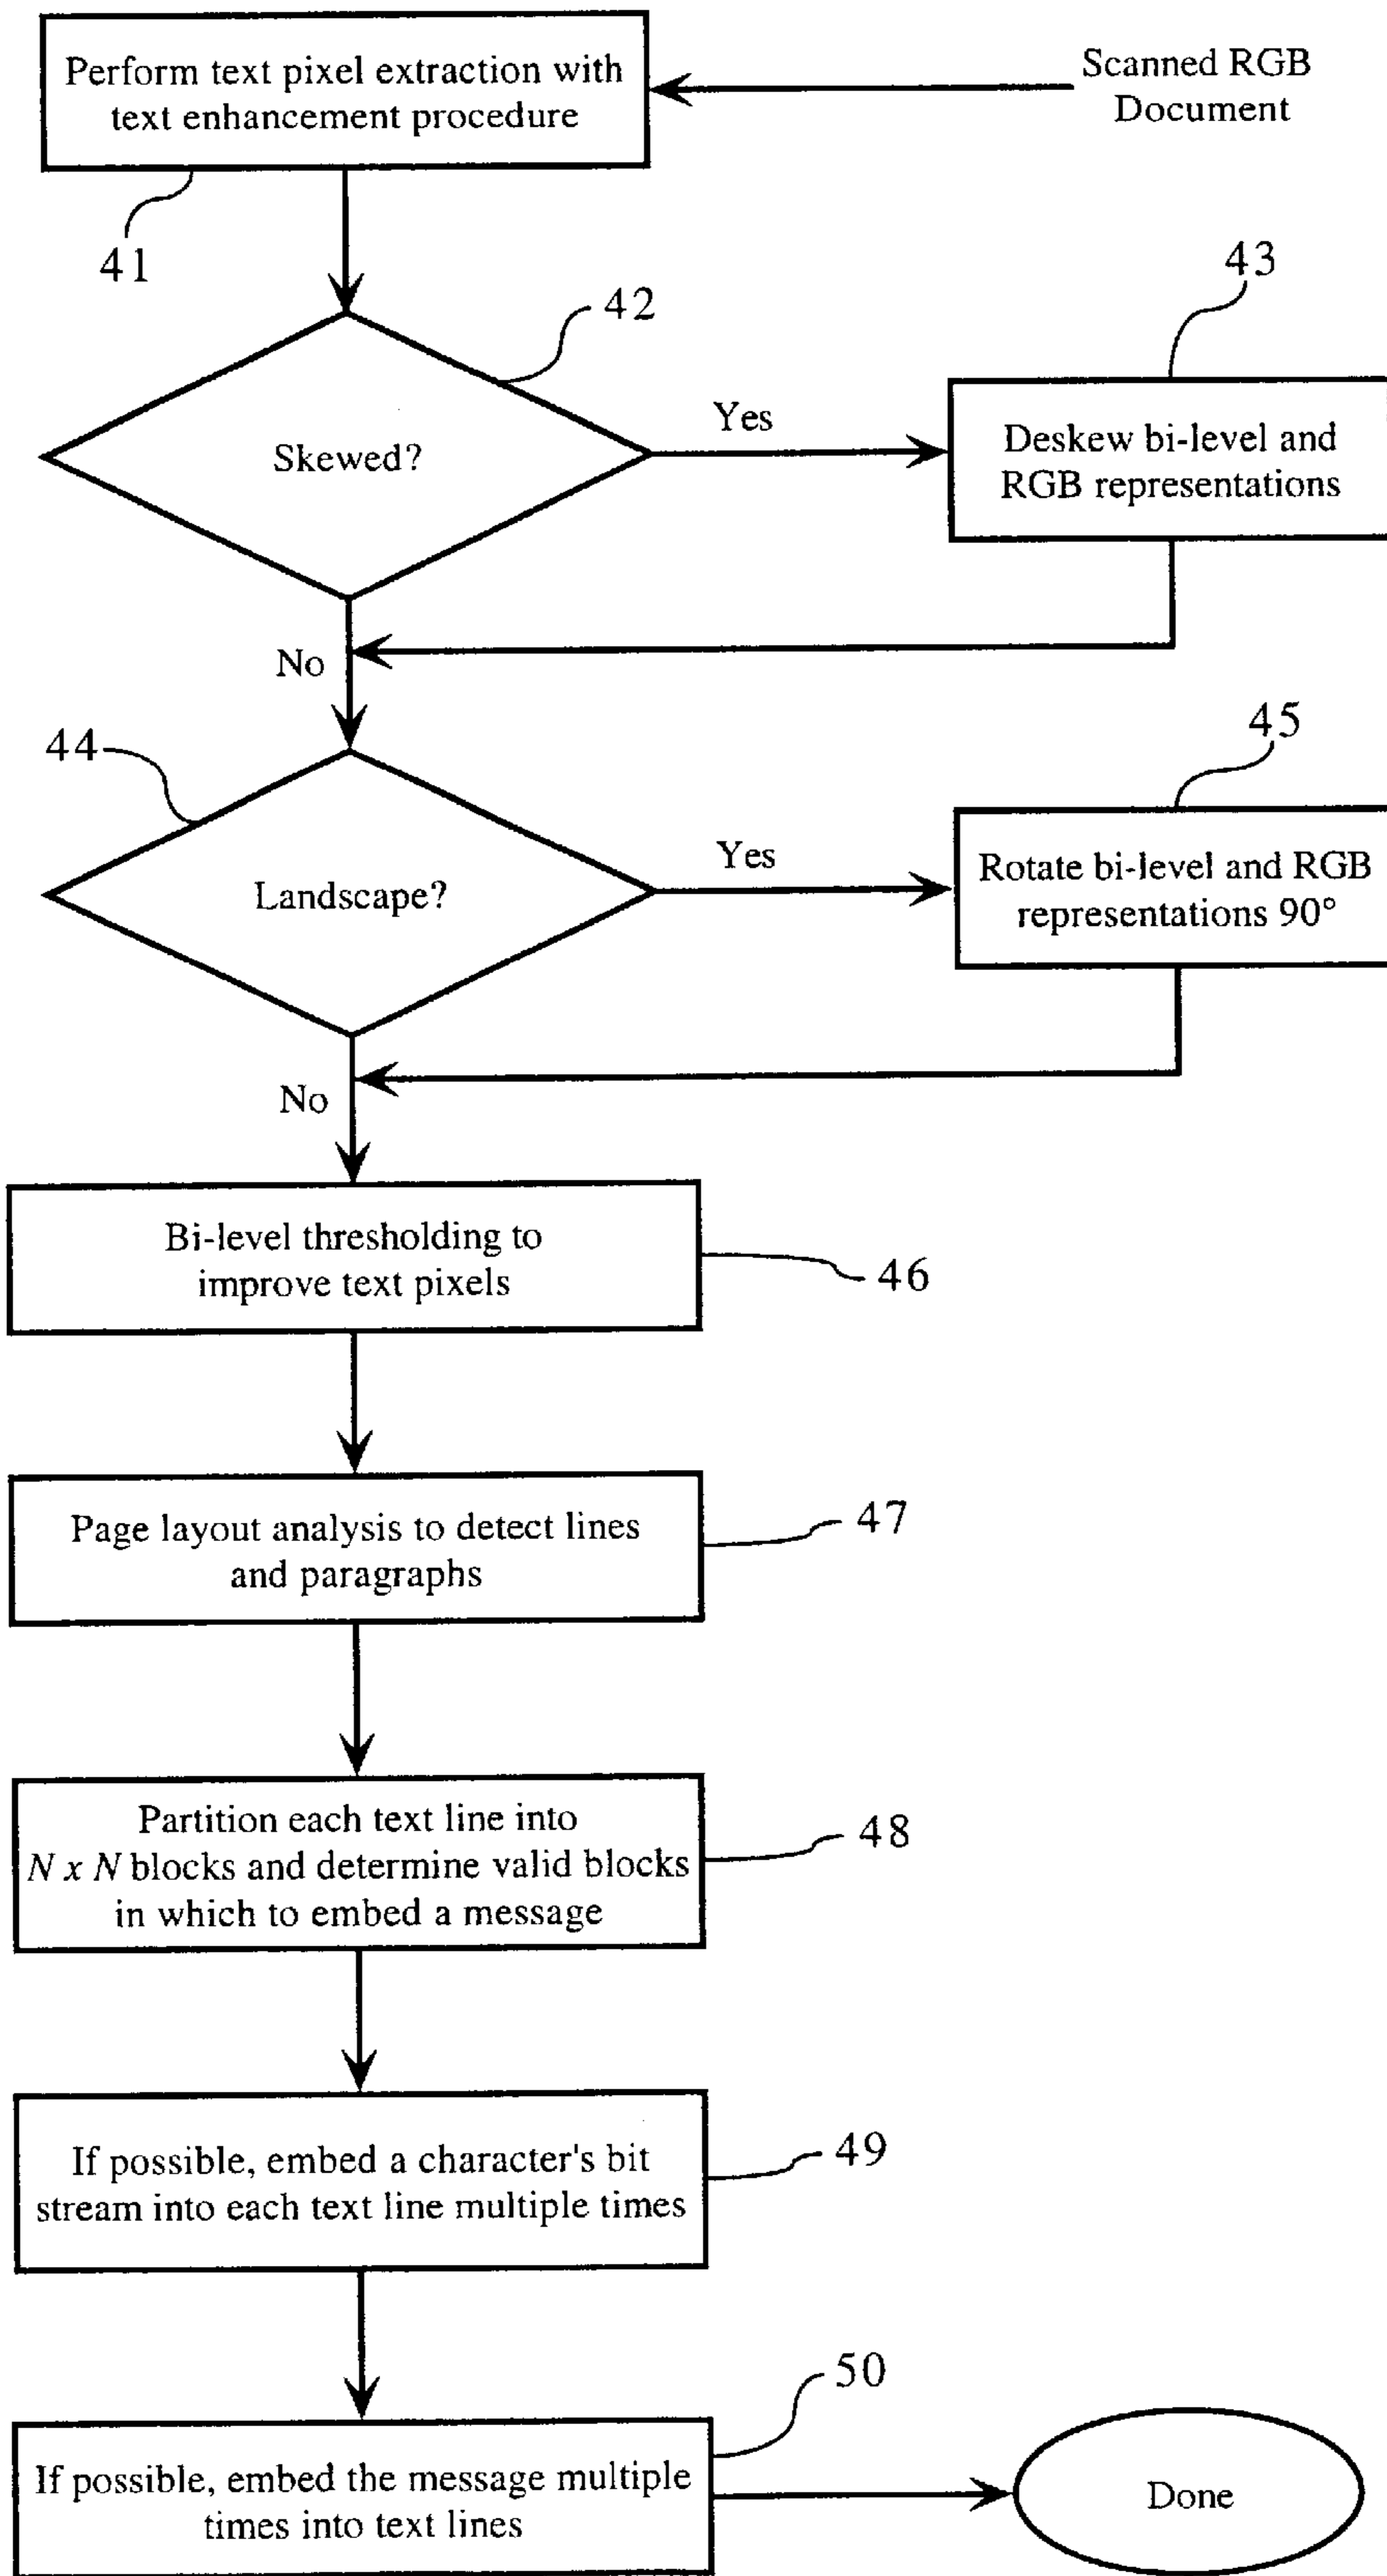 Perform text pixel extraction with
text enhancement procedure
Scanned RGB
Document
41
42
43
Skewed?
Yes
Deskew bi-level and
RGB representations
No
44
45
Landscape?
Yes
Rotate bi-level and RGB
representations 90°
No
Bi-level thresholding to
improve text pixels
46
Page layout analysis to detect lines
and paragraphs
47
Partition each text line into
N x N blocks and determine valid blocks
in which to embed a message
48
If possible, embed a character's bit
stream into each text line multiple times
49
50
If possible, embed the message multiple
times into text lines
Done